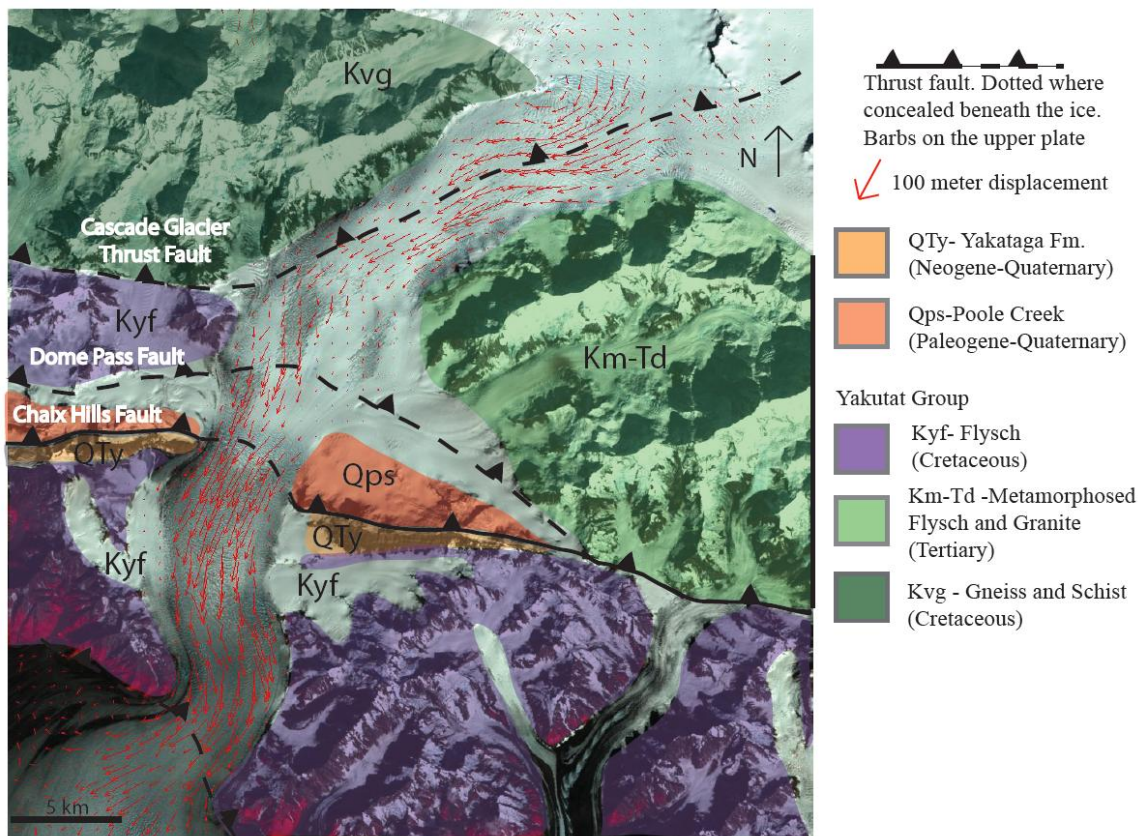 Kvg
N
Cascade Glacier
Thrust Fault
Kyf
Dome Pass Fault
Km-Td
Chaix Hills Fault
QTy
Qps
QTy
Kyf
Kyf
5 km
Thrust fault. Dotted where
concealed beneath the ice.
Barbs on the upper plate
100 meter displacement
QTy- Yakataga Fm.
(Neogene-Quaternary)
Qps-Poole Creek
(Paleogene-Quaternary)
Yakutat Group
Kyf- Flysch
(Cretaceous)
Km-Td -Metamorphosed
Flysch and Granite
(Tertiary)
Kvg - Gneiss and Schist
(Cretaceous)